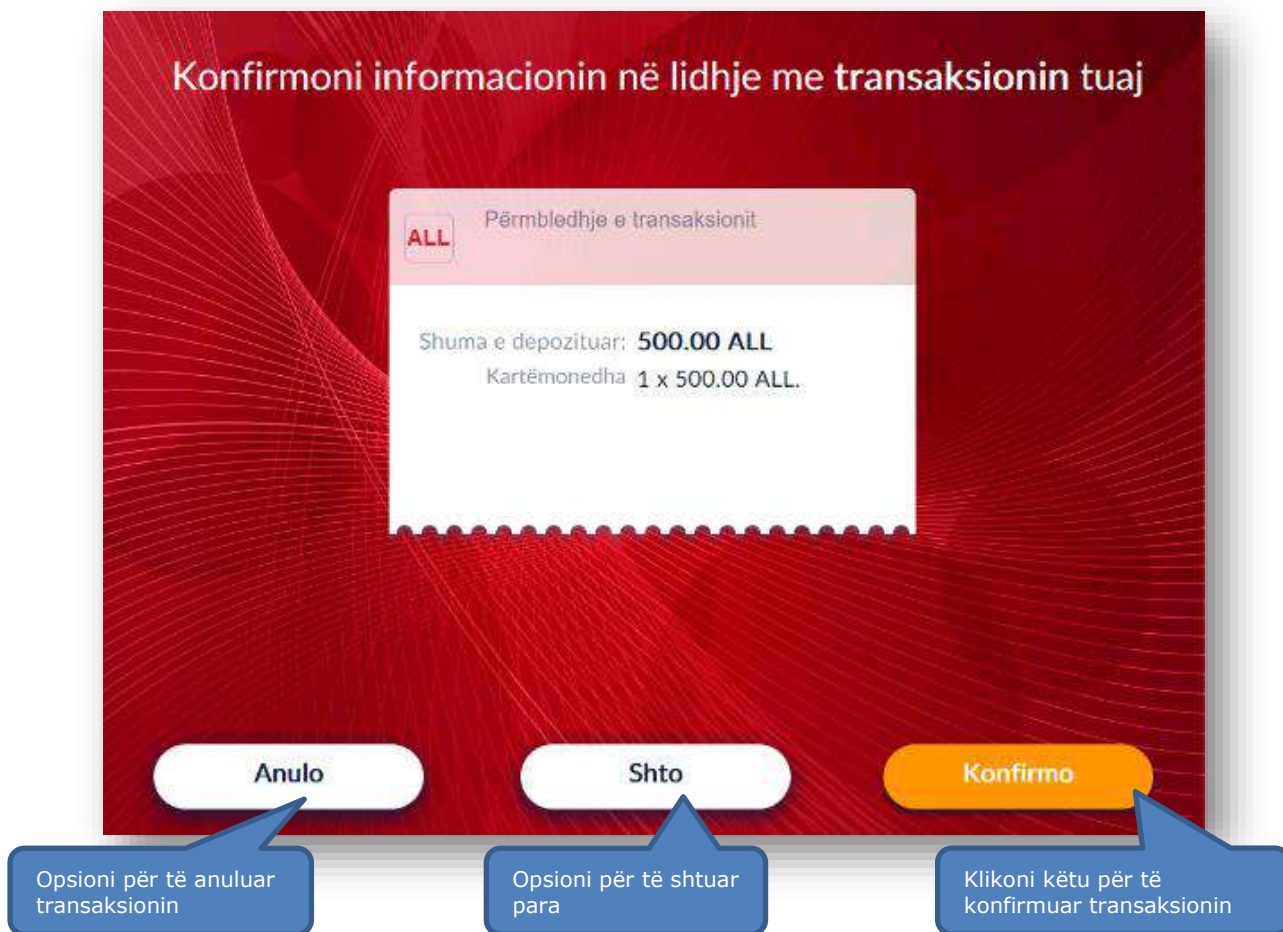 Konfirmoni informacionin në lidhje me transaksionin tuaj
ALL
Përmbledhje e transaksionit
Shuma e depozituar: 500.00 ALL
Kartëmonedha 1 x 500.00 ALL.
Anulo
Shto
Konfirmo
Opsioni për të anuluar
transaksionin
Opsioni për të shtuar
para
Klikoni këtu për të
konfirmuar transaksionin